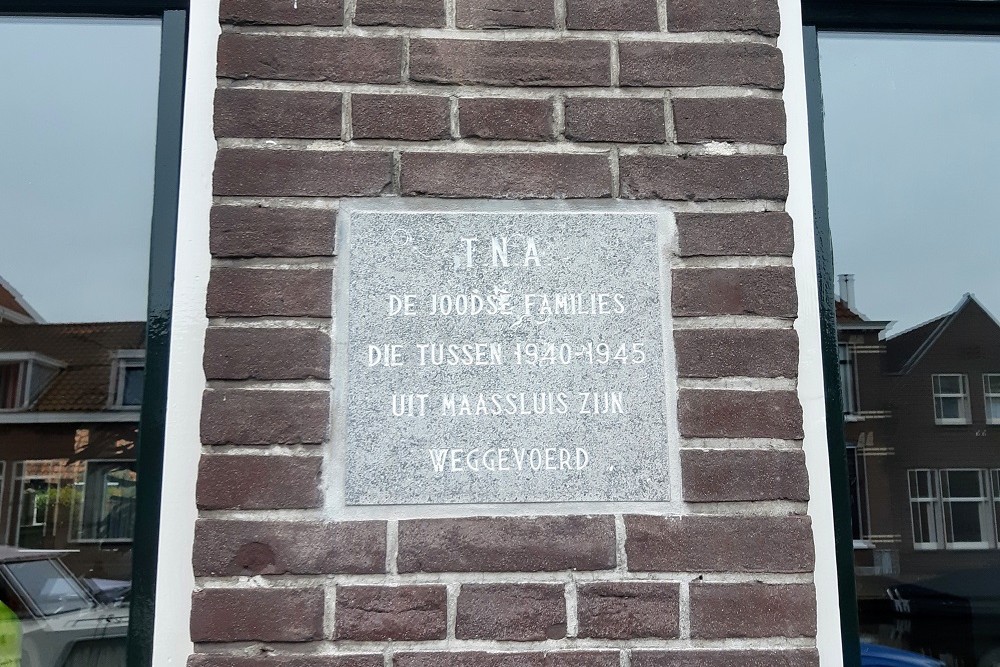 T N A
DE JOODSE FAMILIES
DIE TUSSEN 1940-1945
UIT MAASSLUIS ZIJN
WEGGEVOERD .